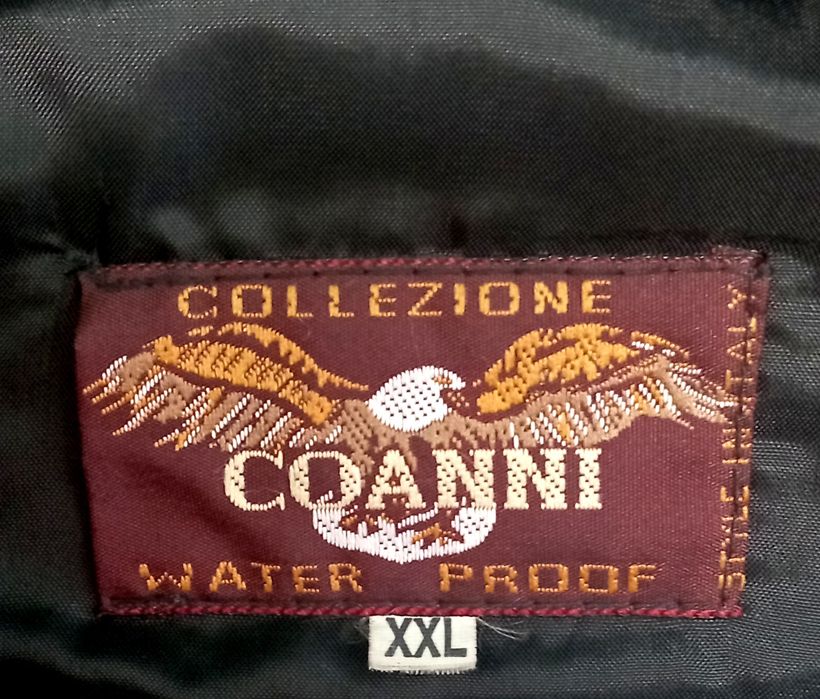 COLLEZIONE
COANNI
WATER PROOF
STYLE IN ITALY
XXL